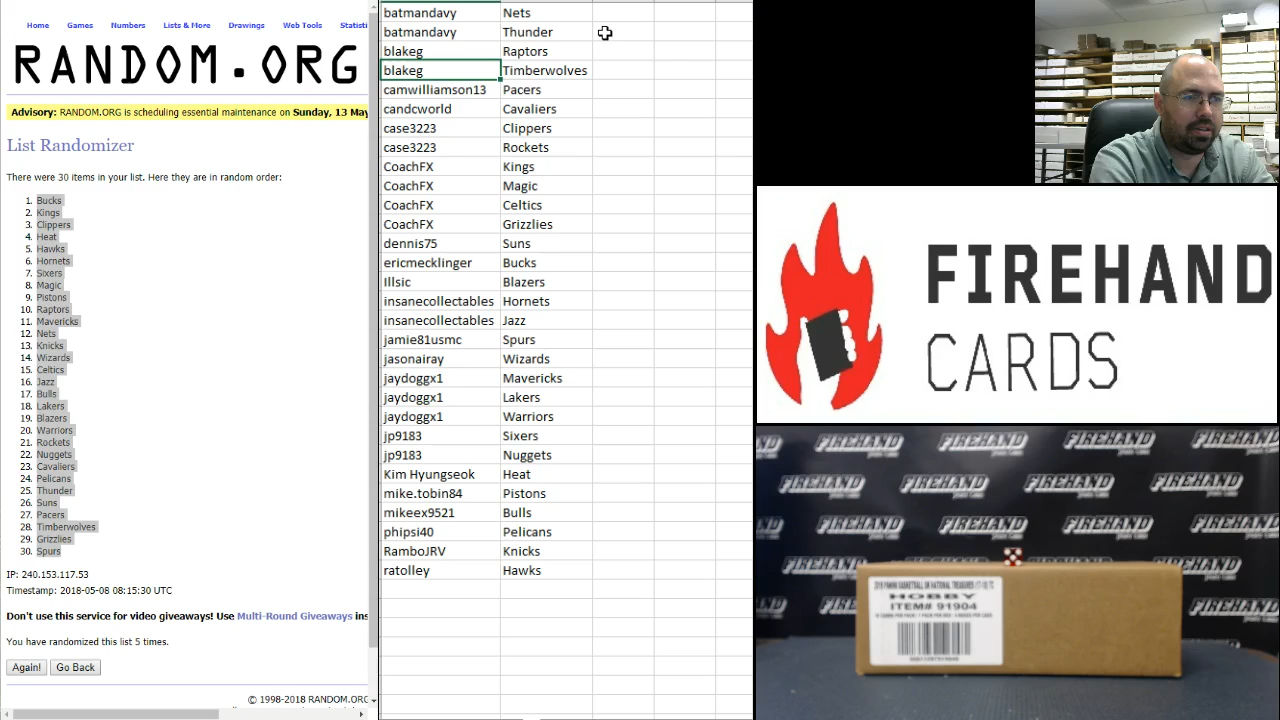 Home Games Numbers Lists & More Drawings Web Tools Statisti
RANDOM.ORG
Advisory: RANDOM.ORG is scheduling essential maintenance on Sunday, 13 May
List Randomizer
There were 30 items in your list. Here they are in random order:
1. Bucks
2. Kings
3. Clippers
4. Heat
5. Hawks
6. Hornets
7. Sixers
8. Magic
9. Pistons
10. Raptors
11. Mavericks
12. Nets
13. Knicks
14. Wizards
15. Celtics
16. Jazz
17. Bulls
18. Lakers
19. Blazers
20. Warriors
21. Rockets
22. Nuggets
23. Cavaliers
24. Pelicans
25. Thunder
26. Suns
27. Pacers
28. Timberwolves
29. Grizzlies
30. Spurs
IP: 240.153.117.53
Timestamp: 2018-05-08 08:15:30 UTC
Don't use this service for video giveaways! Use Multi-Round Giveaways ins
You have randomized this list 5 times.
Again! Go Back
© 1998-2018 RANDOM.ORG
batmandavy Nets
batmandavy Thunder
blakeg Raptors
blakeg Timberwolves
camwilliamson13 Pacers
candcworld Cavaliers
case3223 Clippers
case3223 Rockets
CoachFX Kings
CoachFX Magic
CoachFX Celtics
CoachFX Grizzlies
dennis75 Suns
ericmecklinger Bucks
Illsic Blazers
insanecollectables Hornets
insanecollectables Jazz
jamie81usmc Spurs
jasonairay Wizards
jaydoggx1 Mavericks
jaydoggx1 Lakers
jaydoggx1 Warriors
jp9183 Sixers
jp9183 Nuggets
Kim Hyungseok Heat
mike.tobin84 Pistons
mikeex9521 Bulls
phipsi40 Pelicans
RamboJRV Knicks
ratolley Hawks
FIREHAND
CARDS
FIREHAND FIREHAND FIREHAND
FIREHAND FIREHAND FIREHAND FIREHAND
HOBBY
ITEM# 91904